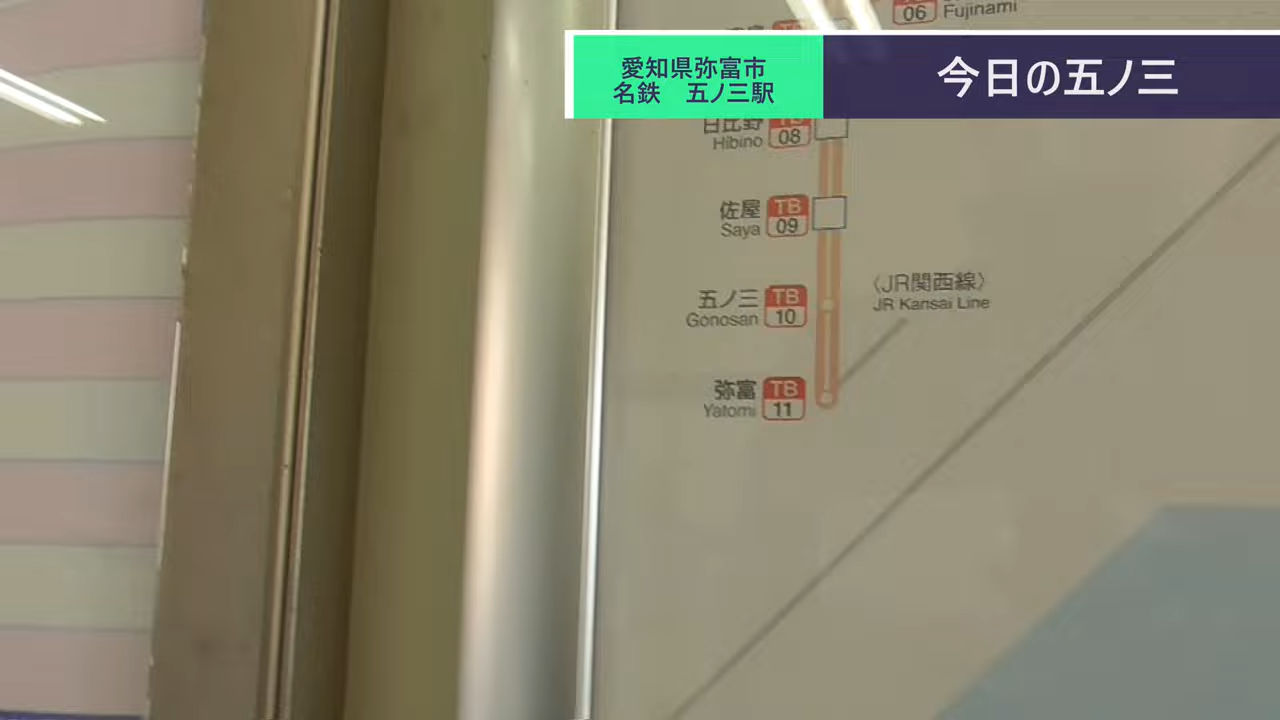 06
Fujinami
愛知県弥富市
名鉄　五ノ三駅
今日の五ノ三
日比野
Hibino
08
佐屋
Saya
TB
09
五ノ三
Gonosan
TB
10
〈JR関西線〉
JR Kansai Line
弥富
Yatomi
TB
11